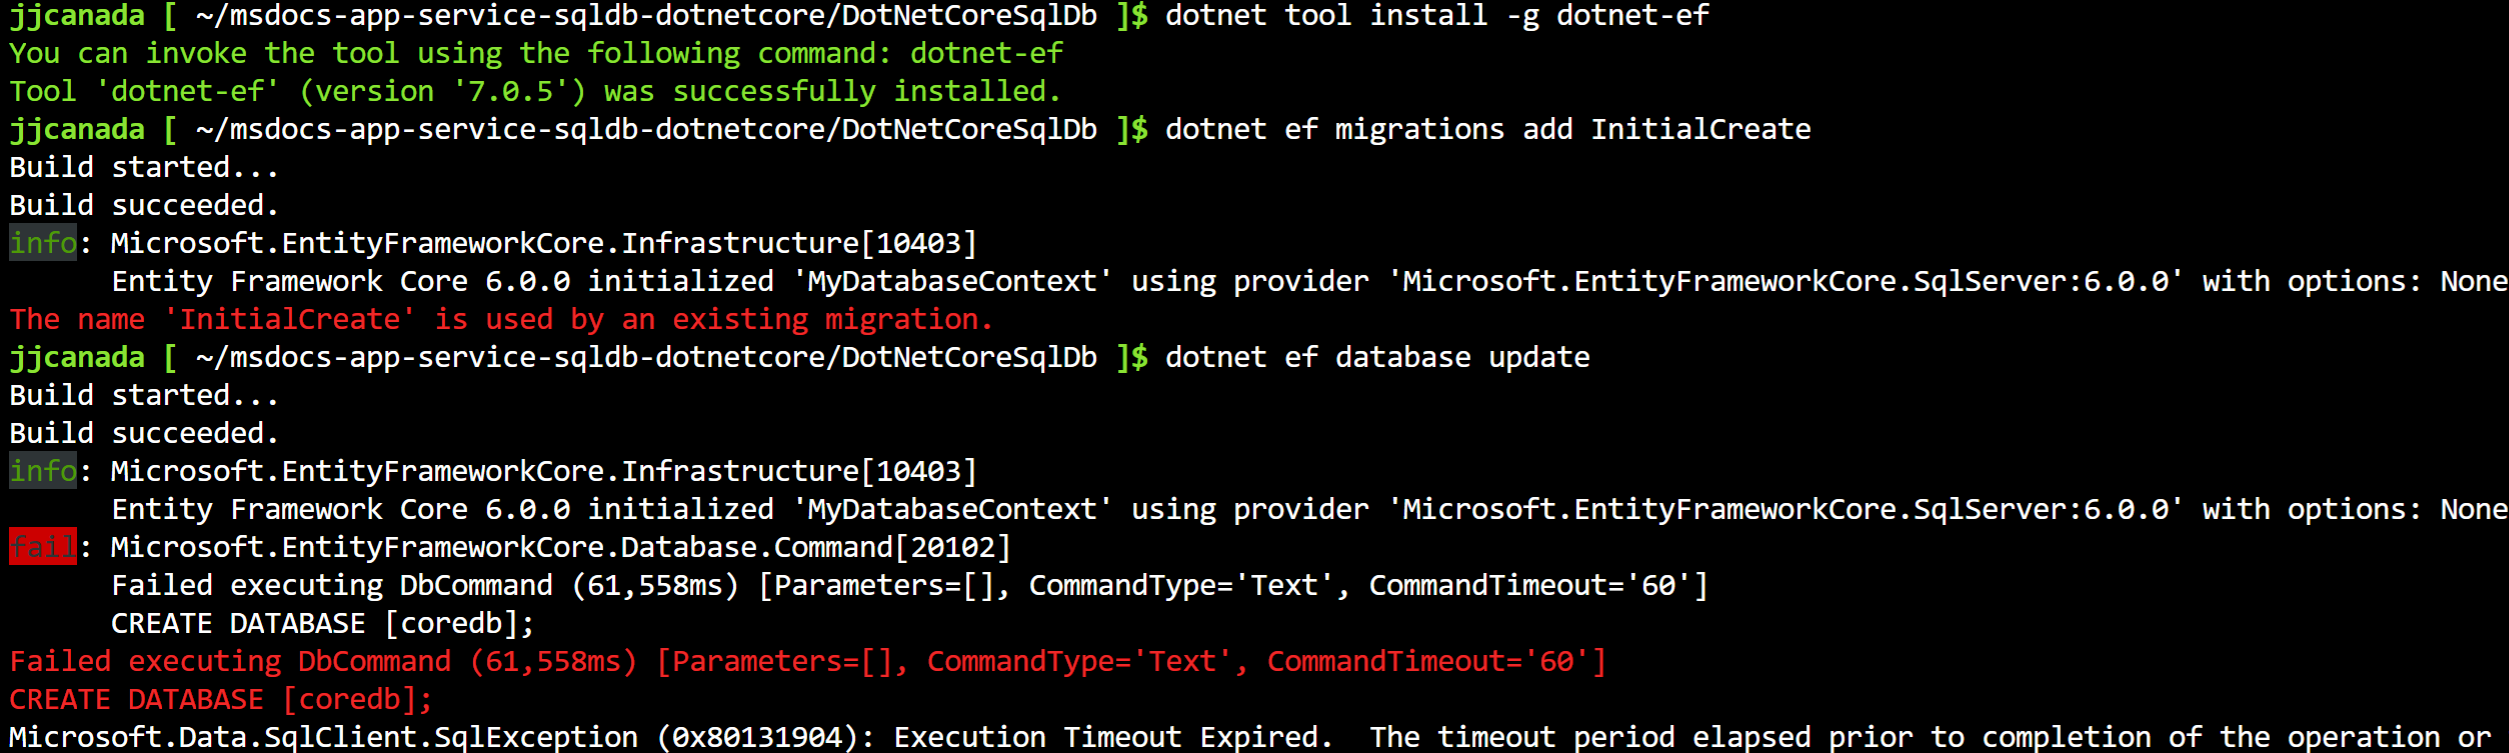 jjcanada [ ~/msdocs-app-service-sqldb-dotnetcore/DotNetCoreSqlDb ]$ dotnet tool install -g dotnet-ef
You can invoke the tool using the following command: dotnet-ef
Tool 'dotnet-ef' (version '7.0.5') was successfully installed.
jjcanada [ ~/msdocs-app-service-sqldb-dotnetcore/DotNetCoreSqlDb ]$ dotnet ef migrations add InitialCreate
Build started...
Build succeeded.
info: Microsoft.EntityFrameworkCore.Infrastructure[10403]
      Entity Framework Core 6.0.0 initialized 'MyDatabaseContext' using provider 'Microsoft.EntityFrameworkCore.SqlServer:6.0.0' with options: None
The name 'InitialCreate' is used by an existing migration.
jjcanada [ ~/msdocs-app-service-sqldb-dotnetcore/DotNetCoreSqlDb ]$ dotnet ef database update
Build started...
Build succeeded.
info: Microsoft.EntityFrameworkCore.Infrastructure[10403]
      Entity Framework Core 6.0.0 initialized 'MyDatabaseContext' using provider 'Microsoft.EntityFrameworkCore.SqlServer:6.0.0' with options: None
fail: Microsoft.EntityFrameworkCore.Database.Command[20102]
      Failed executing DbCommand (61,558ms) [Parameters=[], CommandType='Text', CommandTimeout='60']
      CREATE DATABASE [coredb];
Failed executing DbCommand (61,558ms) [Parameters=[], CommandType='Text', CommandTimeout='60']
CREATE DATABASE [coredb];
Microsoft.Data.SqlClient.SqlException (0x80131904): Execution Timeout Expired.  The timeout period elapsed prior to completion of the operation or